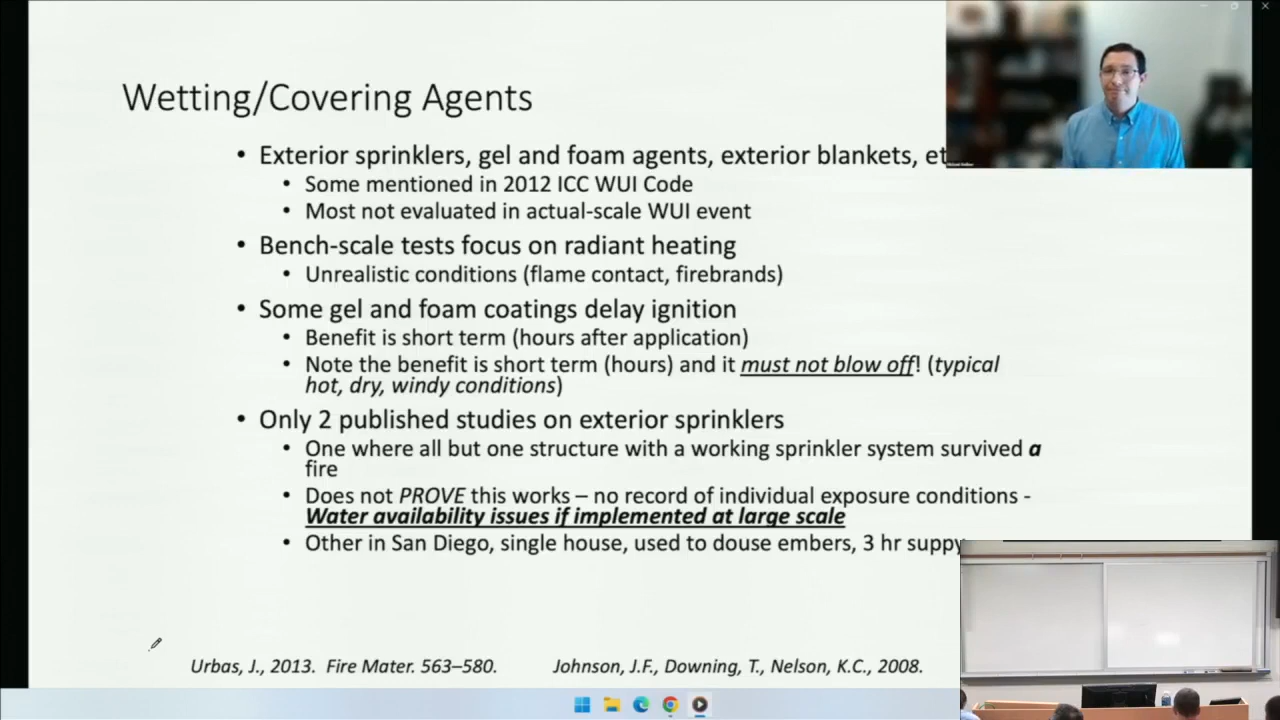 Wetting/Covering Agents
• Exterior sprinklers, gel and foam agents, exterior blankets,
• Some mentioned in 2012 ICC WUI Code
• Most not evaluated in actual-scale WUI event
• Bench-scale tests focus on radiant heating
• Unrealistic conditions (flame contact, firebrands)
• Some gel and foam coatings delay ignition
• Benefit is short term (hours after application)
• Note the benefit is short term (hours) and it must not blow off! (typical
hot, dry, windy conditions)
• Only 2 published studies on exterior sprinklers
• One where all but one structure with a working sprinkler system survived a
fire
• Does not PROVE this works – no record of individual exposure conditions -
Water availability issues if implemented at large scale
• Other in San Diego, single house, used to douse embers, 3 hr suppy
Urbas, J., 2013. Fire Mater. 563–580.
Johnson, J.F., Downing, T., Nelson, K.C., 2008.